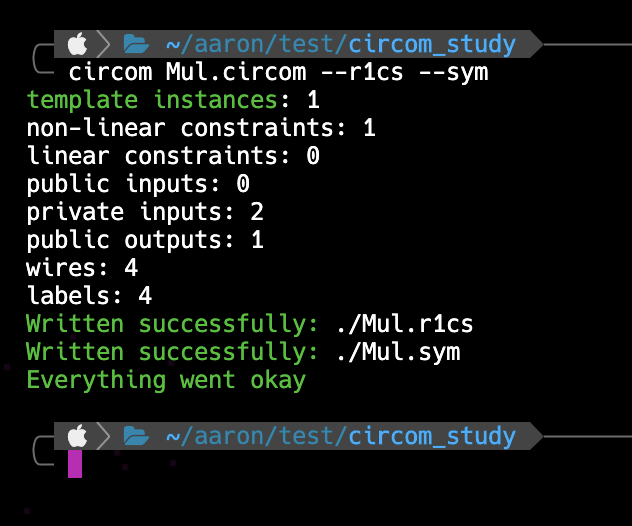 ~/aaron/test/circom_study
circom Mul.circom --r1cs --sym
template instances: 1
non-linear constraints: 1
linear constraints: 0
public inputs: 0
private inputs: 2
public outputs: 1
wires: 4
labels: 4
Written successfully: ./Mul.r1cs
Written successfully: ./Mul.sym
Everything went okay
~/aaron/test/circom_study